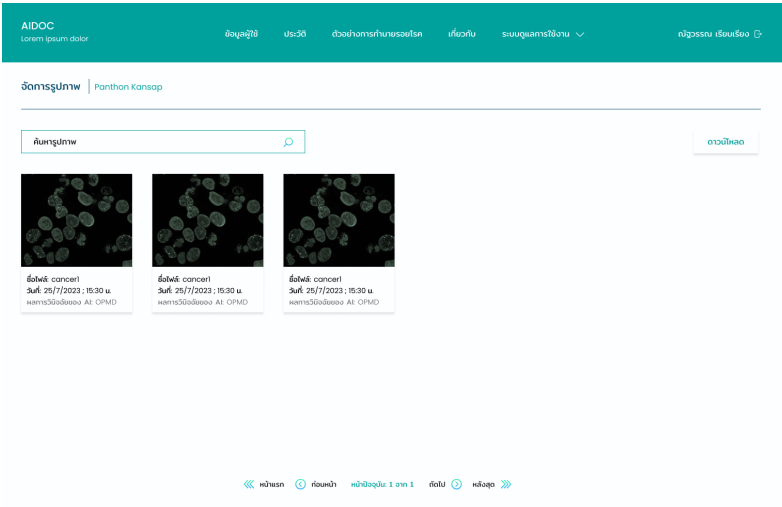 AIDOC
Lorem ipsum dolor
ข้อมูลผู้ใช้ ประวัติ ตัวอย่างการทำนายรอยโรค เกี่ยวกับ ระบบดูแลการใช้งาน
ณัฐวรรณ เรียบเรียง
จัดการรูปภาพ Panthon Kansap
ค้นหารูปภาพ
ดาวน์โหลด
ชื่อไฟล์: cancer1
วันที่: 25/7/2023 ; 15:30 น.
ผลการวินิจฉัยของ AI: OPMD
ชื่อไฟล์: cancer1
วันที่: 25/7/2023 ; 15:30 น.
ผลการวินิจฉัยของ AI: OPMD
ชื่อไฟล์: cancer1
วันที่: 25/7/2023 ; 15:30 น.
ผลการวินิจฉัยของ AI: OPMD
หน้าแรก ก่อนหน้า หน้าปัจจุบัน: 1 จาก 1 ถัดไป หลังสุด